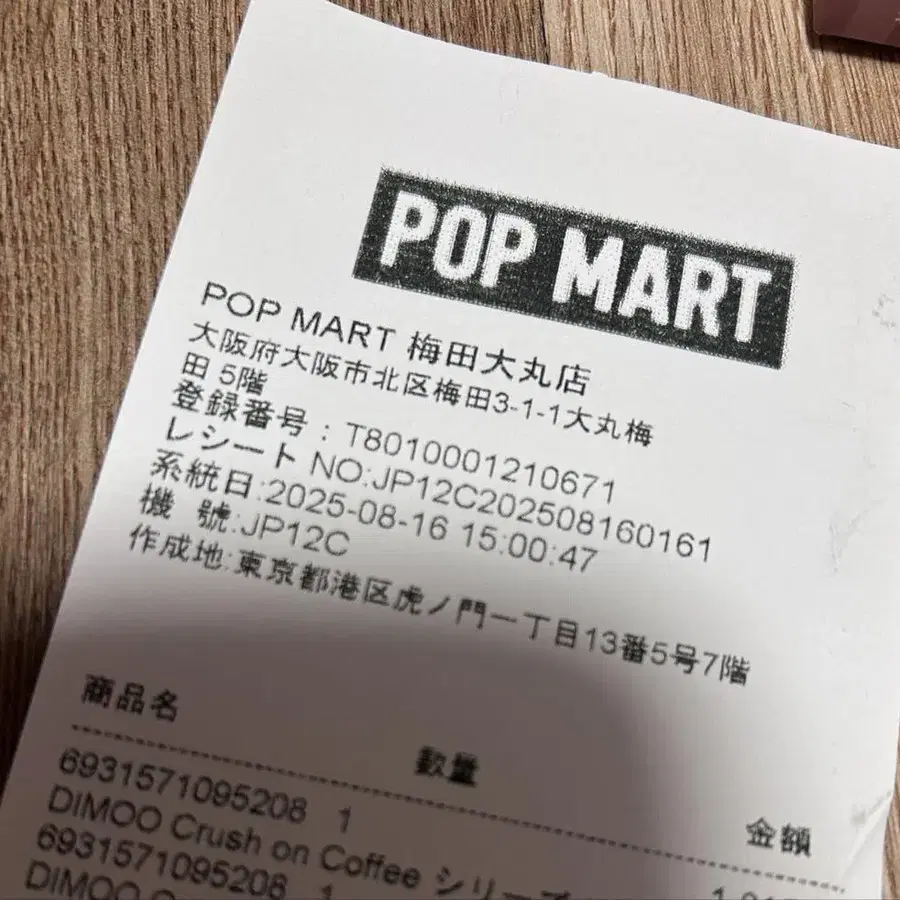 POP MART
POP MART 梅田大丸店
大阪府大阪市北区梅田3-1-1大丸梅
田 5階
登録番号 : T8010001210671
レシート NO:JP12C202508160161
系統日:2025-08-16 15:00:47
機 號:JP12C
作成地:東京都港区虎ノ門一丁目13番5号7階
商品名 数量 金額
6931571095208 1
DIMOO Crush on Coffee シリーズ
6931571095208 1
DIMOO